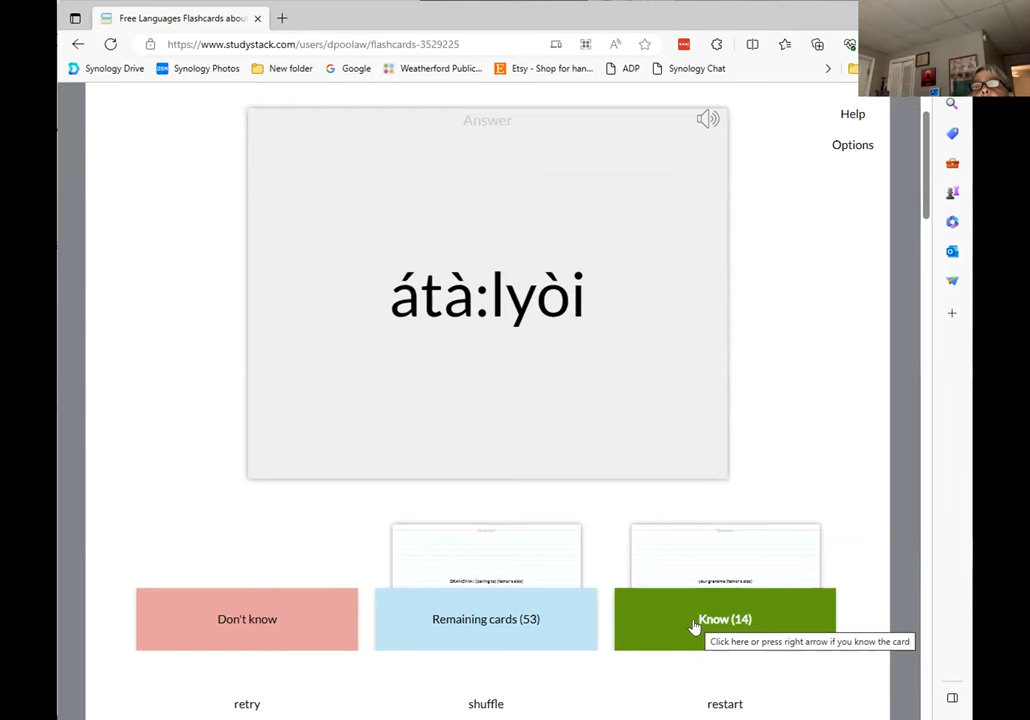 Free Languages Flashcards abou
https://www.studystack.com/users/dpoolaw/flashcards-3529225
Synology Drive
Synology Photos
New folder
Google
Weatherford Public...
Etsy - Shop for han...
ADP
Synology Chat
Answer
Help
Options
átà:lyòi
GRANDMA! (calling to) (father's side)
your grandma (father's side)
Don't know
Remaining cards (53)
Know (14)
Click here or press right arrow if you know the card
retry
shuffle
restart